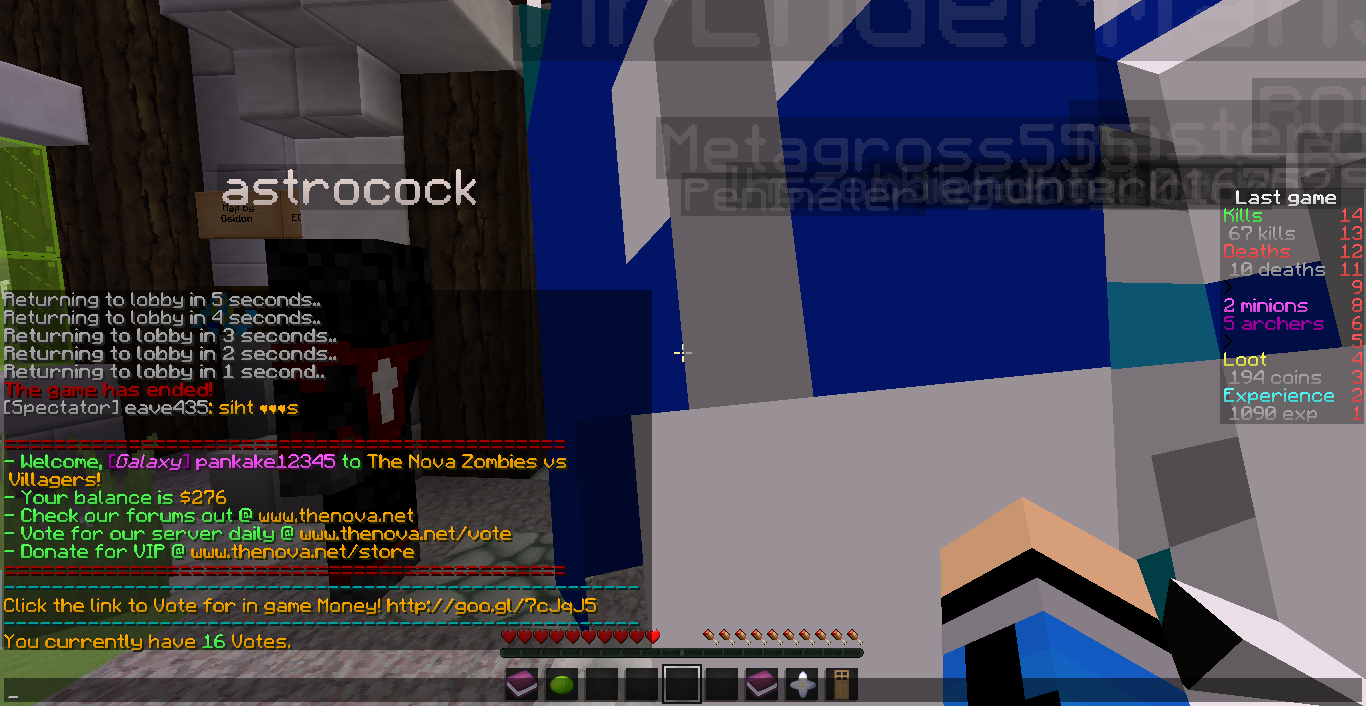 Metagross55
astrocock
Map by
Osidon
Last game
Kills 14
67 kills 13
Deaths 12
10 deaths 11
> 9
2 minions 8
5 archers 6
> 5
Loot 4
194 coins 3
Experience 2
1090 exp 1
Returning to lobby in 5 seconds..
Returning to lobby in 4 seconds..
Returning to lobby in 3 seconds..
Returning to lobby in 2 seconds..
Returning to lobby in 1 second..
The game has ended!
[Spectator] eave435: siht ♥♥♥s
- Welcome, [Galaxy] pankake12345 to The Nova Zombies vs
Villagers!
- Your balance is $276
- Check our forums out @ www.thenova.net
- Vote for our server daily @ www.thenova.net/vote
- Donate for VIP @ www.thenova.net/store
Click the link to Vote for in game Money! http://goo.gl/7cJqJ5
You currently have 16 Votes.